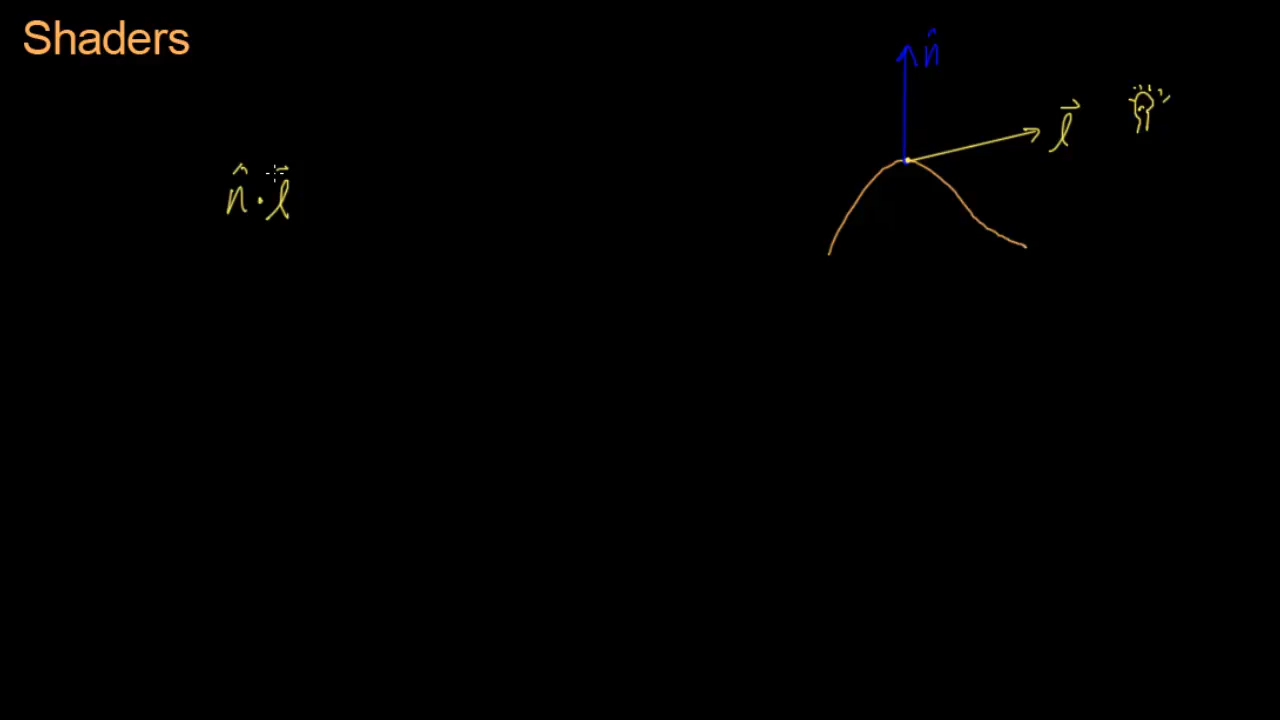 Shaders
n̂
l⃗
n̂ · l⃗